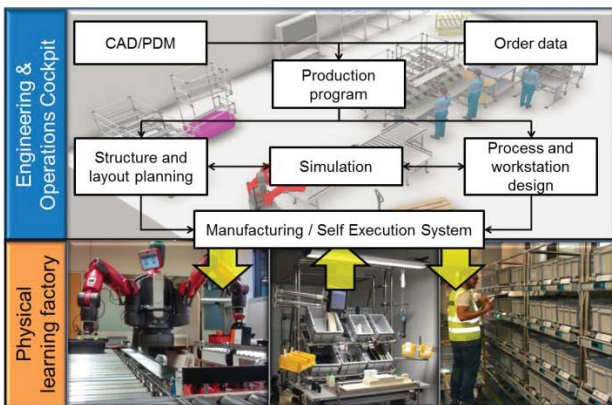 Engineering &
Operations Cockpit
CAD/PDM
Order data
Production
program
Structure and
layout planning
Simulation
Process and
workstation
design
Manufacturing / Self Execution System
Physical
learning factory